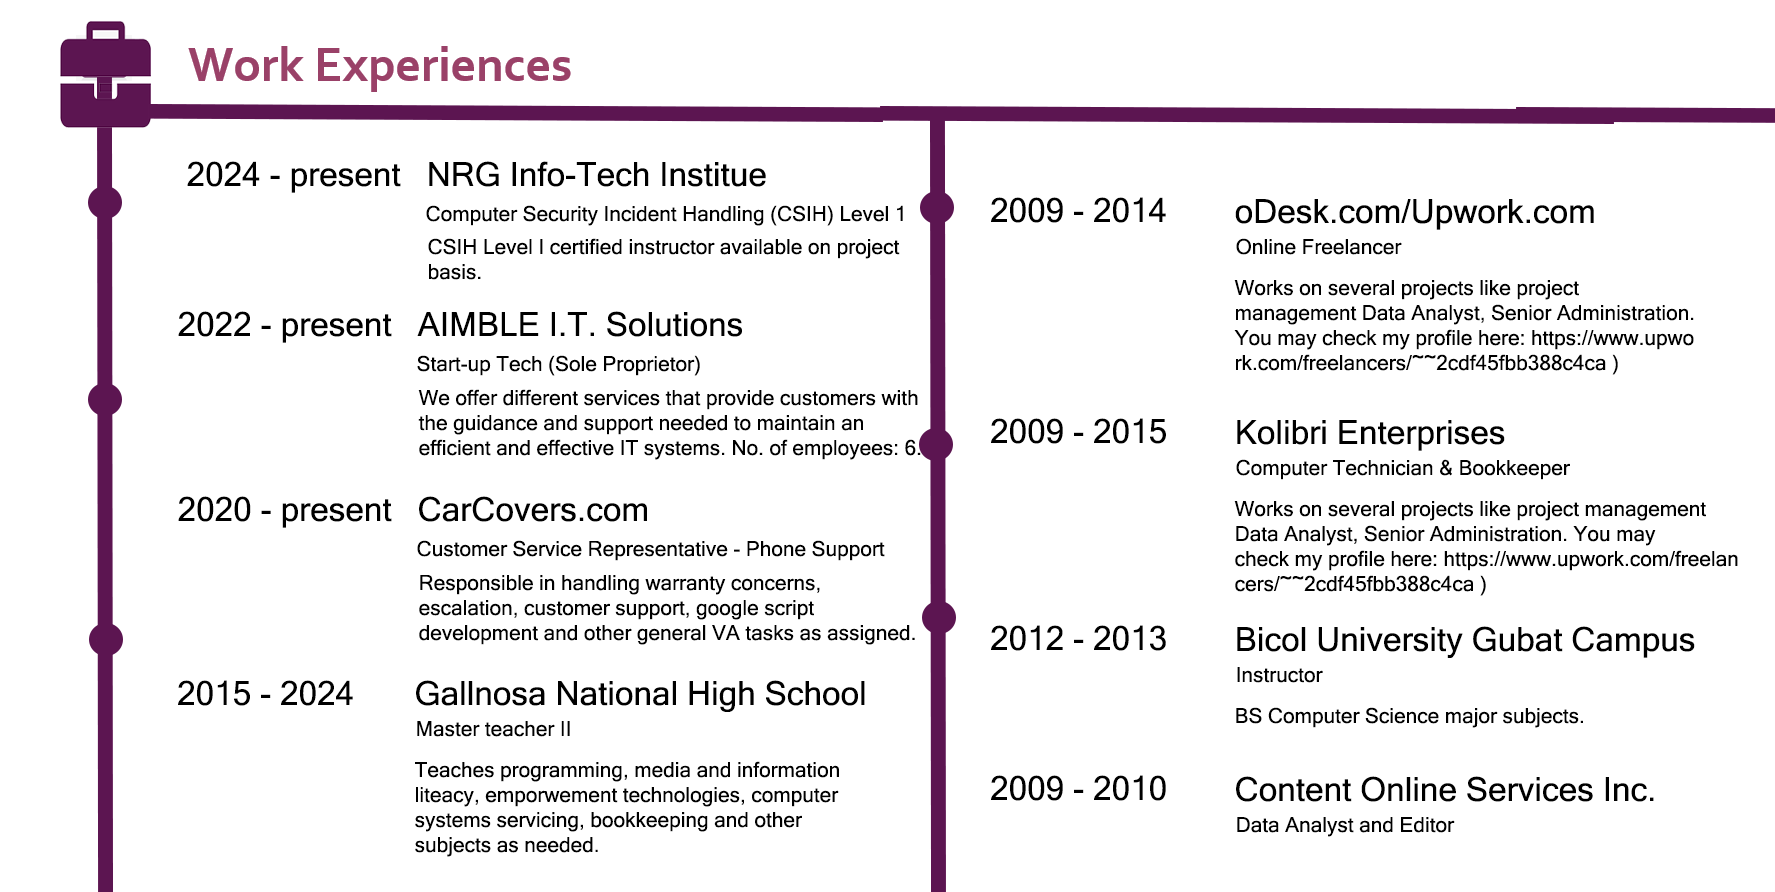 Work Experiences
2024 - present NRG Info-Tech Institue
Computer Security Incident Handling (CSIH) Level 1
CSIH Level I certified instructor available on project
basis.
2022 - present AIMBLE I.T. Solutions
Start-up Tech (Sole Proprietor)
We offer different services that provide customers with
the guidance and support needed to maintain an
efficient and effective IT systems. No. of employees: 6.
2020 - present CarCovers.com
Customer Service Representative - Phone Support
Responsible in handling warranty concerns,
escalation, customer support, google script
development and other general VA tasks as assigned.
2015 - 2024 GalInosa National High School
Master teacher II
Teaches programming, media and information
liteacy, emporwement technologies, computer
systems servicing, bookkeeping and other
subjects as needed.
2009 - 2014 oDesk.com/Upwork.com
Online Freelancer
Works on several projects like project
management Data Analyst, Senior Administration.
You may check my profile here: https://www.upwo
rk.com/freelancers/~~2cdf45fbb388c4ca )
2009 - 2015 Kolibri Enterprises
Computer Technician & Bookkeeper
Works on several projects like project management
Data Analyst, Senior Administration. You may
check my profile here: https://www.upwork.com/freelan
cers/~~2cdf45fbb388c4ca )
2012 - 2013 Bicol University Gubat Campus
Instructor
BS Computer Science major subjects.
2009 - 2010 Content Online Services Inc.
Data Analyst and Editor